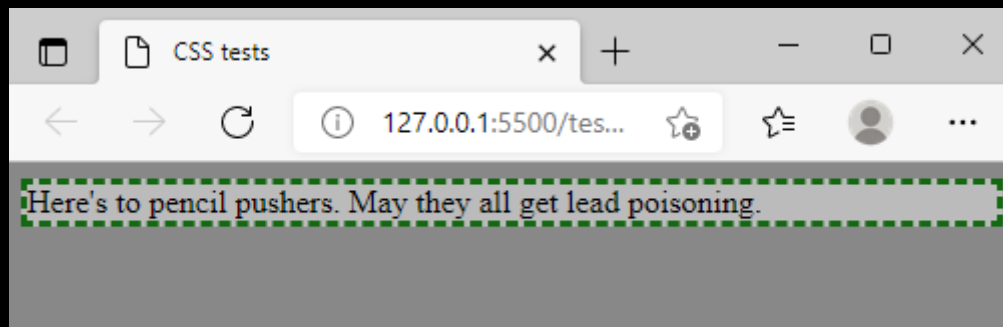 CSS tests
127.0.0.1:5500/tes...
Here's to pencil pushers. May they all get lead poisoning.